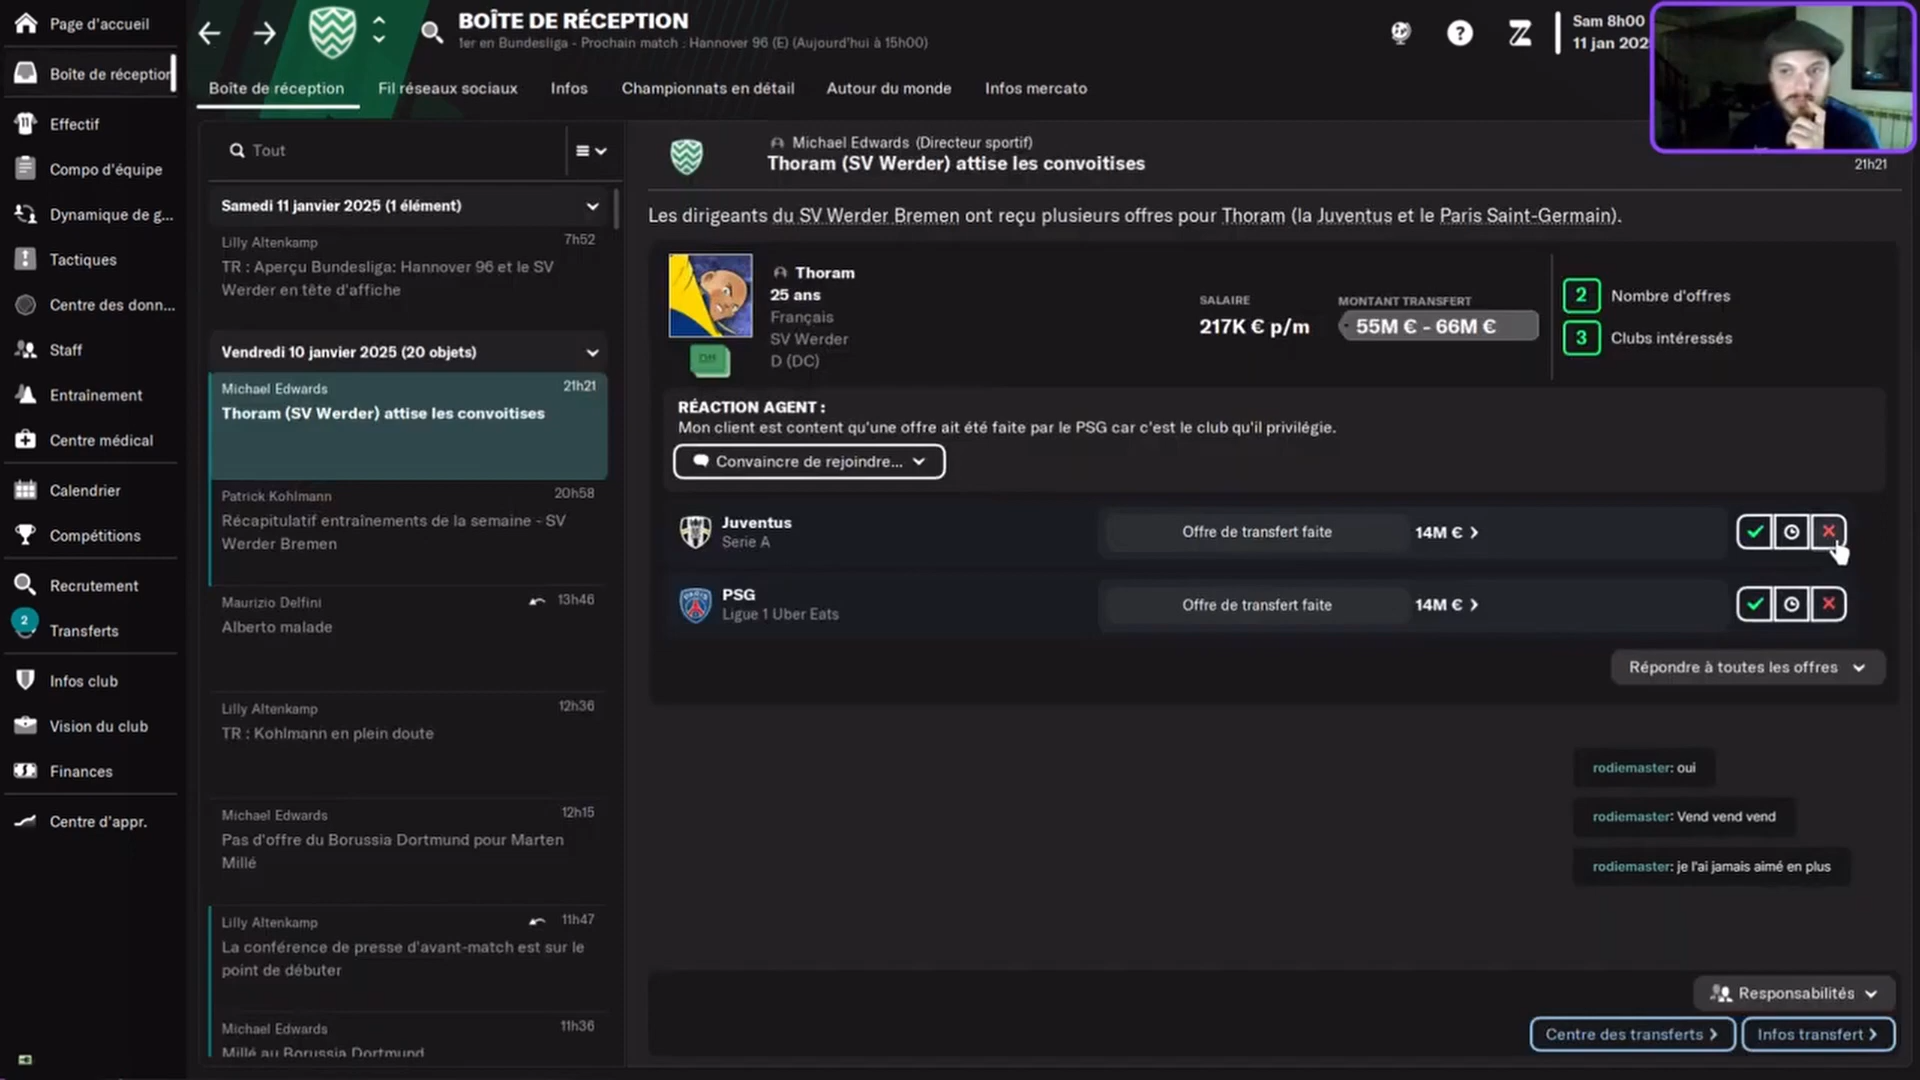 Page d'accueil
Boîte de réception
Effectif
Compo d'équipe
Dynamique de g...
Tactiques
Centre des donn...
Staff
Entraînement
Centre médical
Calendrier
Compétitions
Recrutement
2
Transferts
Infos club
Vision du club
Finances
Centre d'appr.
BOÎTE DE RÉCEPTION
1er en Bundesliga - Prochain match : Hannover 96 (E) (Aujourd'hui à 15h00)
Sam 8h00
11 jan 202
Boîte de réception
Fil réseaux sociaux
Infos
Championnats en détail
Autour du monde
Infos mercato
Tout
Samedi 11 janvier 2025 (1 élément)
Lilly Altenkamp 7h52
TR : Aperçu Bundesliga: Hannover 96 et le SV
Werder en tête d'affiche
Vendredi 10 janvier 2025 (20 objets)
Michael Edwards 21h21
Thoram (SV Werder) attise les convoitises
Patrick Kohlmann 20h58
Récapitulatif entraînements de la semaine - SV
Werder Bremen
Maurizio Delfini 13h46
Alberto malade
Lilly Altenkamp 12h36
TR : Kohlmann en plein doute
Michael Edwards 12h15
Pas d'offre du Borussia Dortmund pour Marten
Millé
Lilly Altenkamp 11h47
La conférence de presse d'avant-match est sur le
point de débuter
Michael Edwards 11h36
Millé au Borussia Dortmund
Michael Edwards (Directeur sportif)
Thoram (SV Werder) attise les convoitises
21h21
Les dirigeants du SV Werder Bremen ont reçu plusieurs offres pour Thoram (la Juventus et le Paris Saint-Germain).
Thoram
25 ans
Français
SV Werder
D (DC)
SALAIRE
217K € p/m
MONTANT TRANSFERT
55M € - 66M €
2 Nombre d'offres
3 Clubs intéressés
RÉACTION AGENT :
Mon client est content qu'une offre ait été faite par le PSG car c'est le club qu'il privilégie.
Convaincre de rejoindre...
Juventus
Serie A
Offre de transfert faite 14M €
PSG
Ligue 1 Uber Eats
Offre de transfert faite 14M €
Répondre à toutes les offres
rodiemaster: oui
rodiemaster: Vend vend vend
rodiemaster: je l'ai jamais aimé en plus
Responsabilités
Centre des transferts
Infos transfert